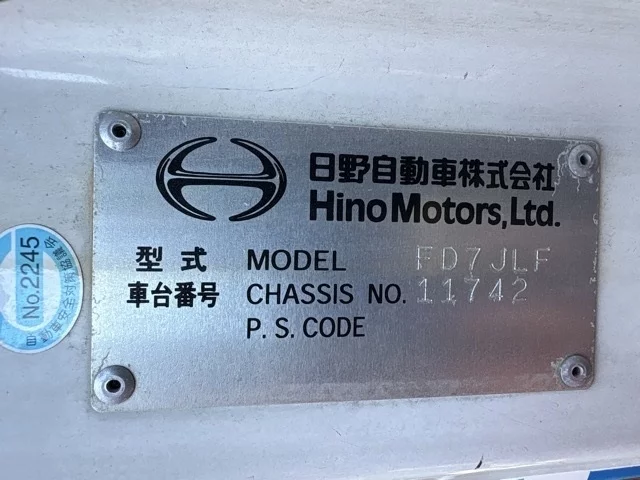 日野自動車株式会社
Hino Motors, Ltd.
型式 MODEL FD7JLF
車台番号 CHASSIS NO. 11742
P. S. CODE
No.2245